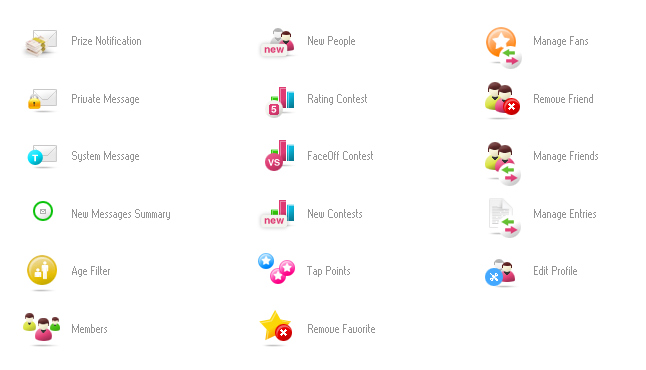 Prize Notification
new
New People
Manage Fans
Private Message
5
Rating Contest
Remove Friend
T
System Message
VS
FaceOff Contest
Manage Friends
New Messages Summary
new
New Contests
Manage Entries
Age Filter
Tap Points
Edit Profile
Members
Remove Favorite